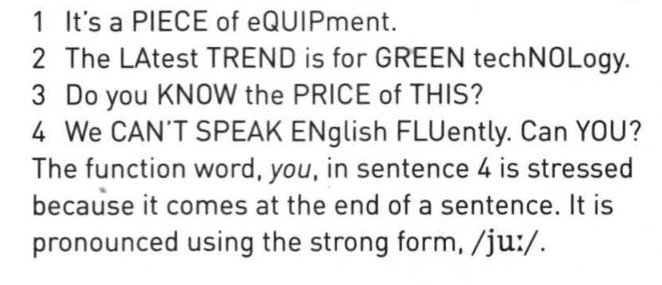 1 It's a PIECE of eQUIPment.
2 The LAtest TREND is for GREEN techNOLogy.
3 Do you KNOW the PRICE of THIS?
4 We CAN'T SPEAK ENglish FLUently. Can YOU?
The function word, you, in sentence 4 is stressed
because it comes at the end of a sentence. It is
pronounced using the strong form, /juː/.